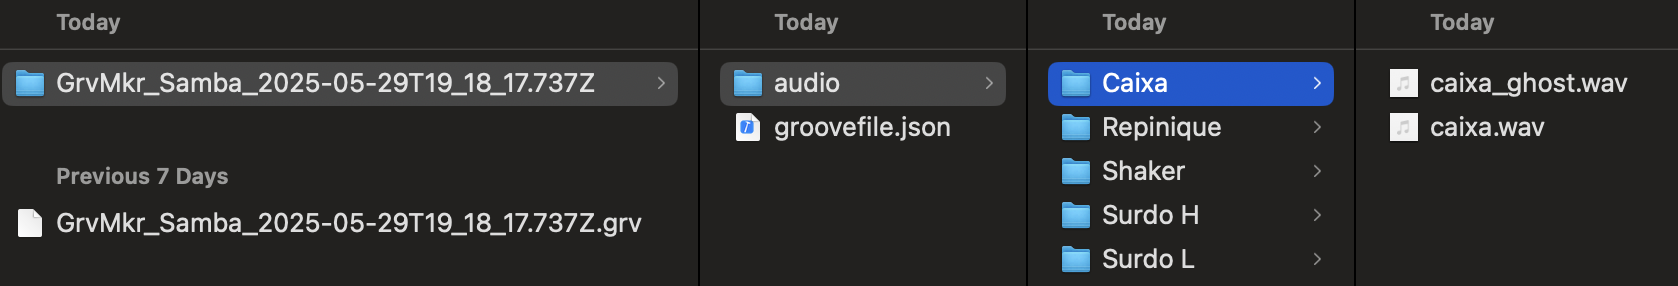 Today
GrvMkr_Samba_2025-05-29T19_18_17.737Z
Previous 7 Days
GrvMkr_Samba_2025-05-29T19_18_17.737Z.grv
Today
audio
groovefile.json
Today
Caixa
Repinique
Shaker
Surdo H
Surdo L
Today
caixa_ghost.wav
caixa.wav